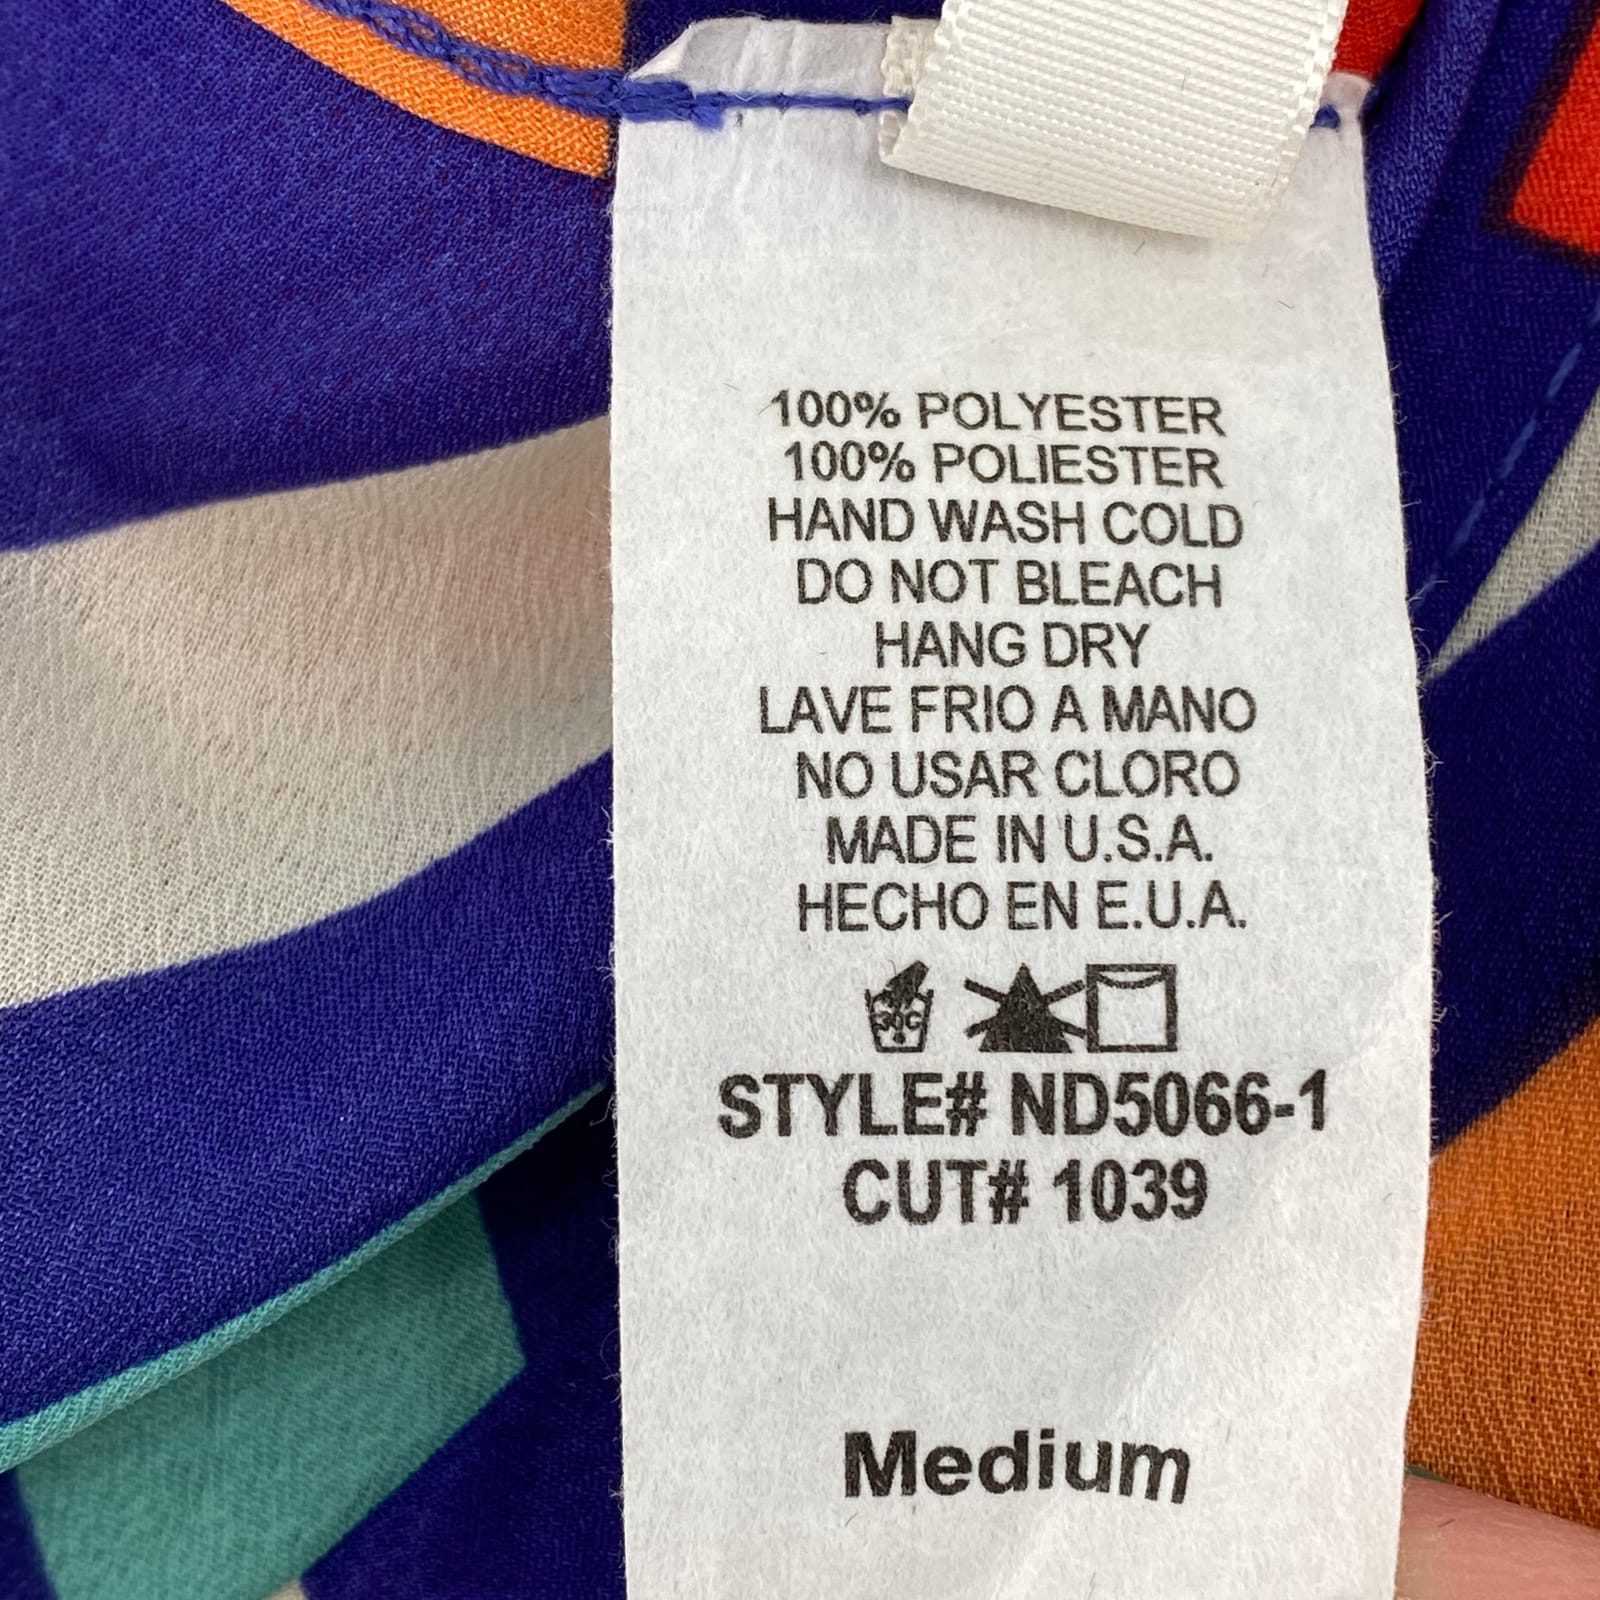 100% POLYESTER
100% POLIESTER
HAND WASH COLD
DO NOT BLEACH
HANG DRY
LAVE FRIO A MANO
NO USAR CLORO
MADE IN U.S.A.
HECHO EN E.U.A.
30C
STYLE# ND5066-1
CUT# 1039
Medium